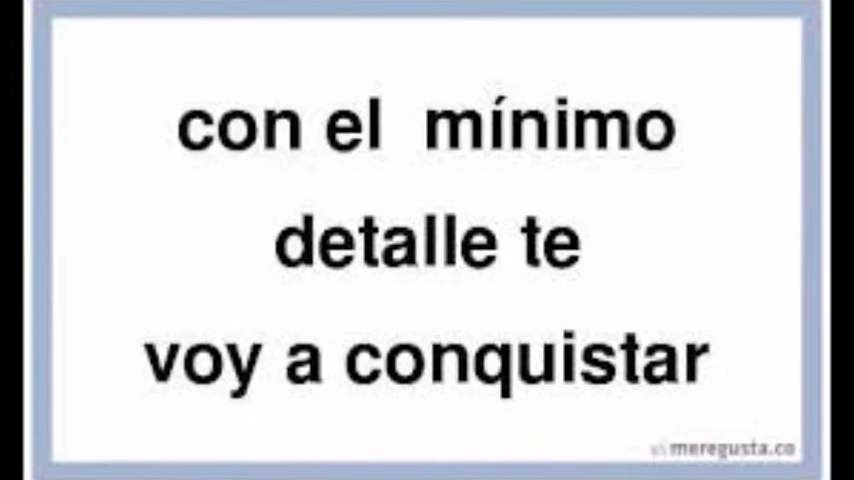 con el mínimo
detalle te
voy a conquistar
meregusta.co